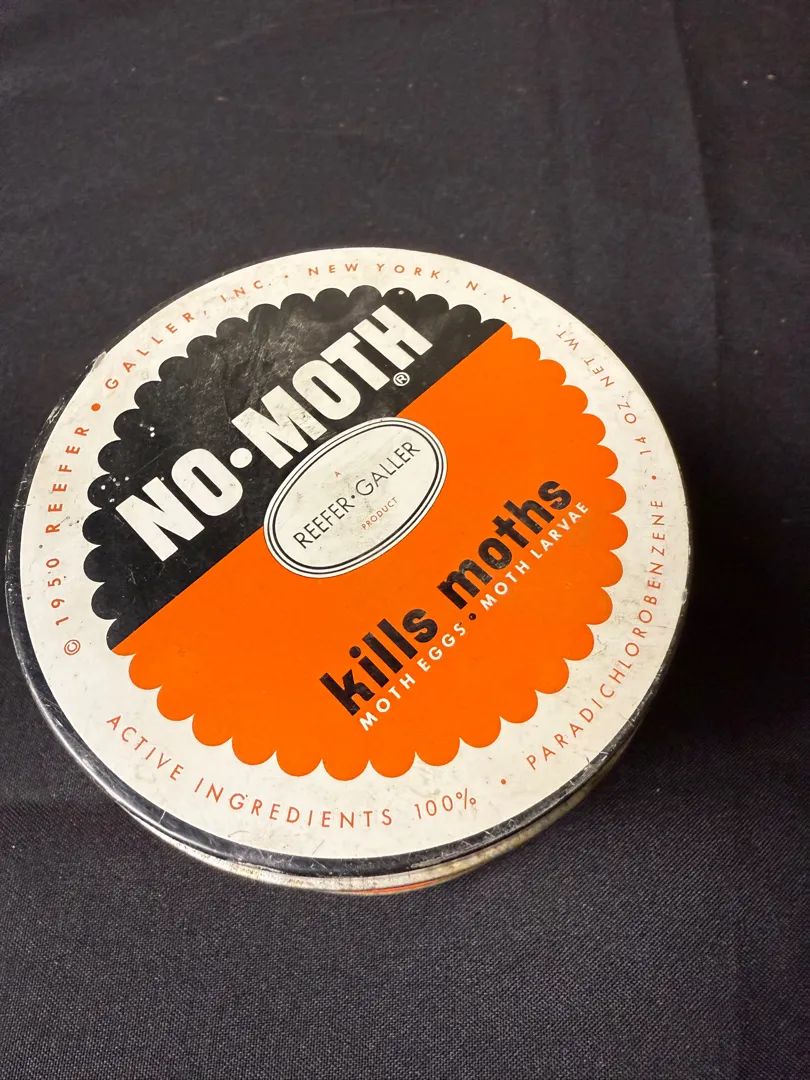 NO•MOTH®
A
REEFER•GALLER
PRODUCT
kills moths
MOTH EGGS • MOTH LARVAE
© 1950 REEFER • GALLER, INC. • NEW YORK, N.Y.
ACTIVE INGREDIENTS 100% • PARADICHLOROBENZENE • 14 OZ. NET WT.